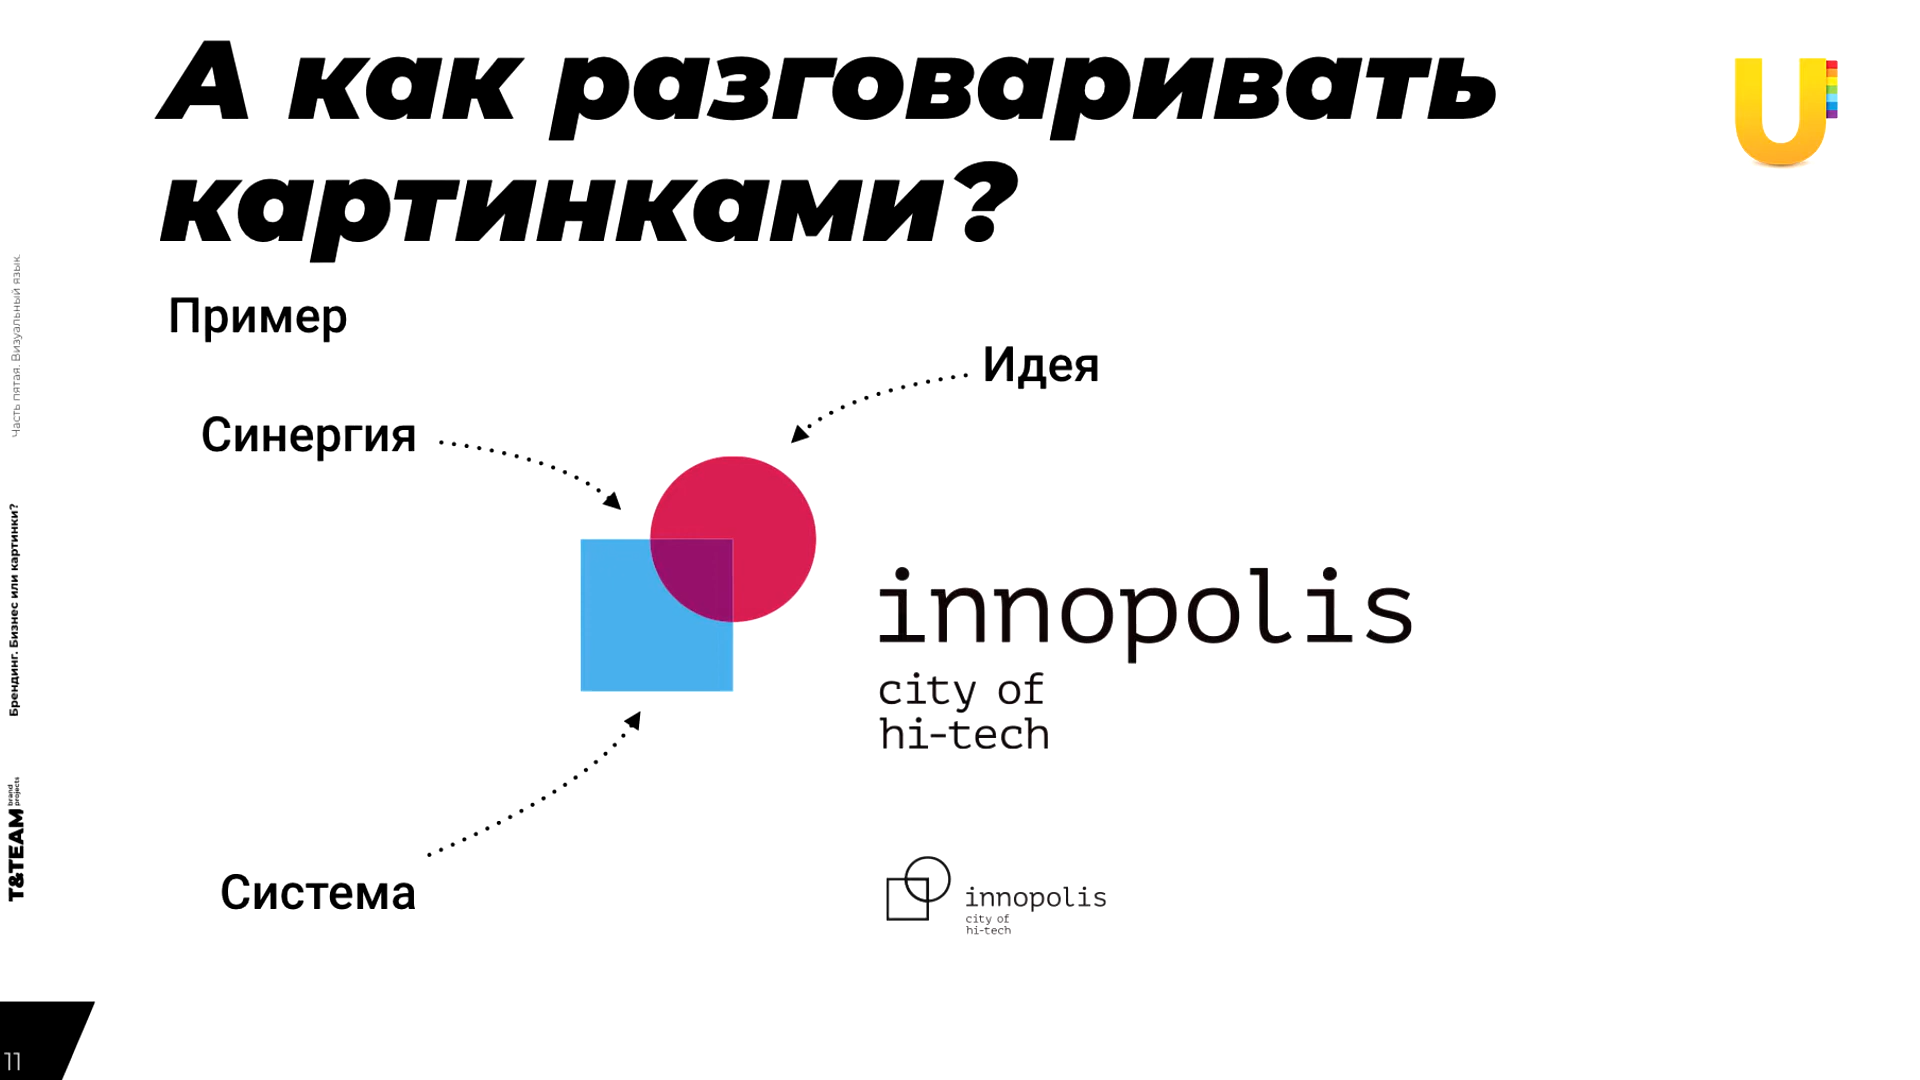 А как разговаривать
картинками?
Пример
Идея
Синергия
innopolis
city of
hi-tech
Система
innopolis
city of
hi-tech
Часть пятая. Визуальный язык.
Брендинг. Бизнес или картинки?
T&TEAM
brand
projects
U
11